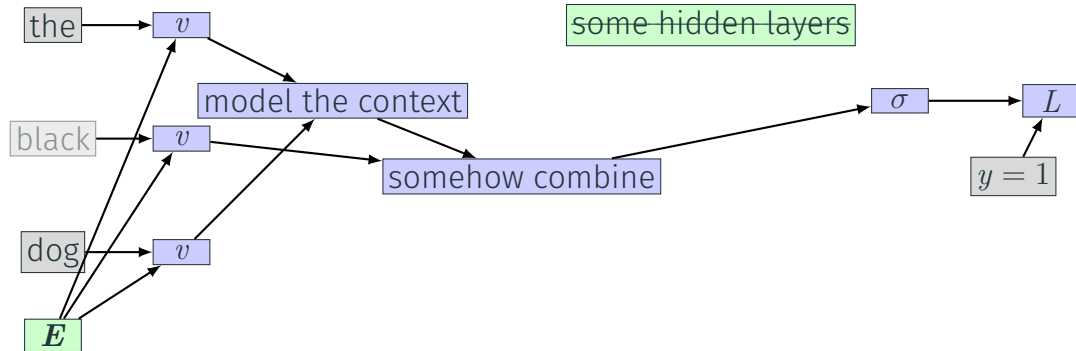 the
v
some hidden layers
model the context
σ
L
black
v
somehow combine
y = 1
dog
v
E